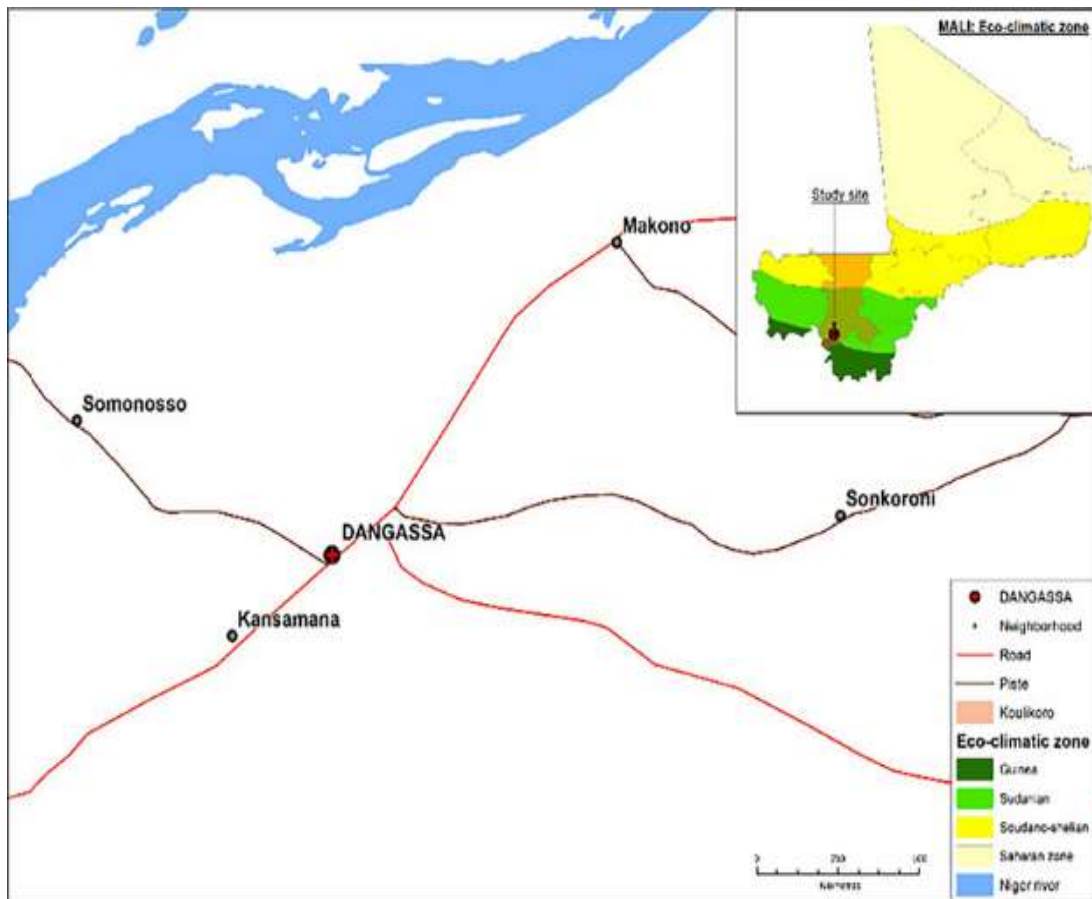 MALI: Eco-climatic zone
Study site
Makono
Somonosso
Sonkoroni
DANGASSA
Kansamana
DANGASSA
Neighborhood
Road
Piste
Koulikoro
Eco-climatic zone
Guinea
Sudanian
Soudano-shelian
Saharan zone
Niger river
0